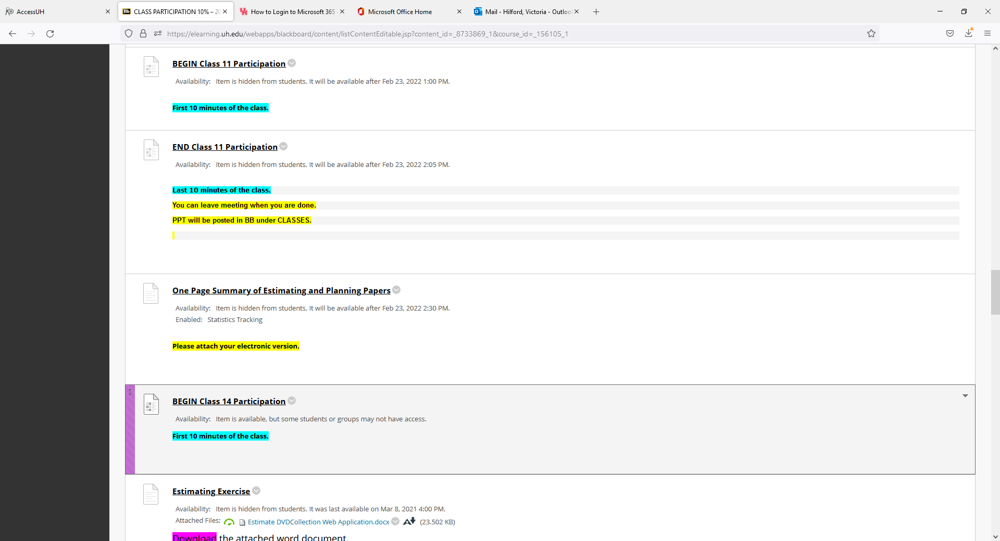 AccessUH
CLASS PARTICIPATION 10% – 20
How to Login to Microsoft 365
Microsoft Office Home
Mail - Hilford, Victoria - Outlook
https://elearning.uh.edu/webapps/blackboard/content/listContentEditable.jsp?content_id=_8733869_1&course_id=_156105_1
BEGIN Class 11 Participation
Availability: Item is hidden from students. It will be available after Feb 23, 2022 1:00 PM.
First 10 minutes of the class.
END Class 11 Participation
Availability: Item is hidden from students. It will be available after Feb 23, 2022 2:05 PM.
Last 10 minutes of the class.
You can leave meeting when you are done.
PPT will be posted in BB under CLASSES.
One Page Summary of Estimating and Planning Papers
Availability: Item is hidden from students. It will be available after Feb 23, 2022 2:30 PM.
Enabled: Statistics Tracking
Please attach your electronic version.
BEGIN Class 14 Participation
Availability: Item is available, but some students or groups may not have access.
First 10 minutes of the class.
Estimating Exercise
Availability: Item is hidden from students. It was last available on Mar 8, 2021 4:00 PM.
Attached Files: Estimate DVDCollection Web Application.docx (23.502 KB)
Download the attached word document.